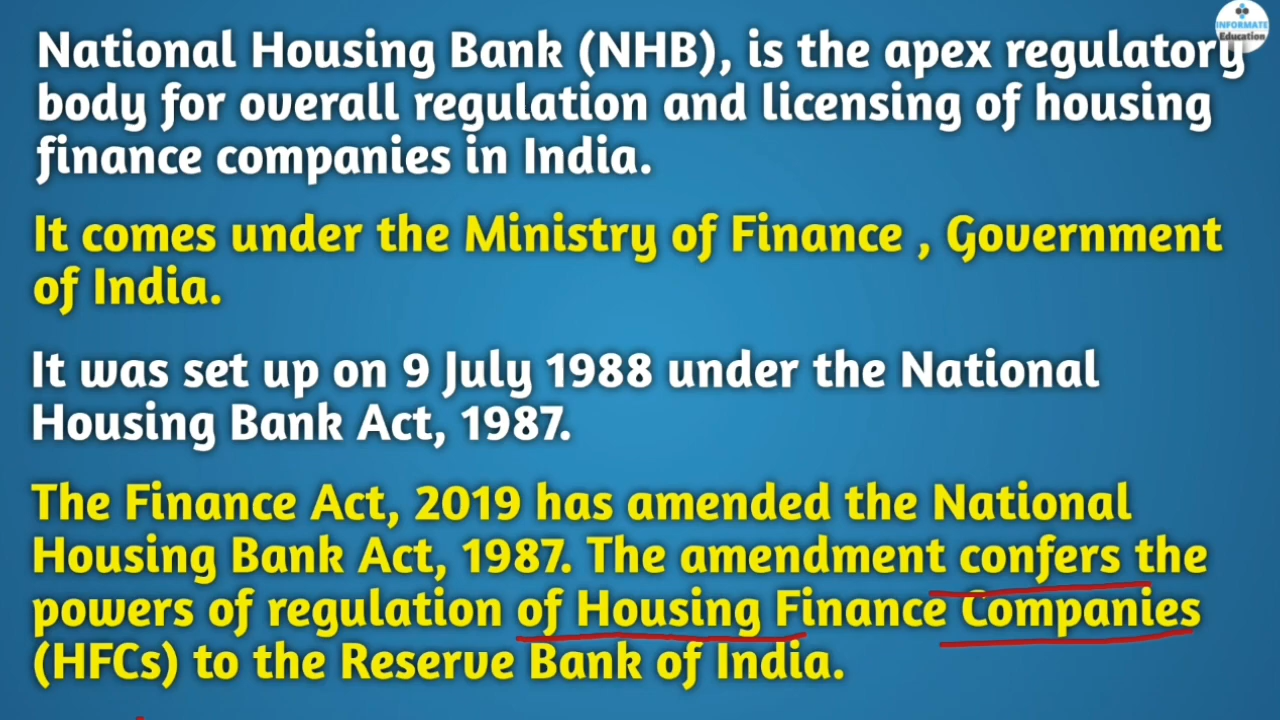 INFORMATE
Education
National Housing Bank (NHB), is the apex regulatory
body for overall regulation and licensing of housing
finance companies in India.
It comes under the Ministry of Finance , Government
of India.
It was set up on 9 July 1988 under the National
Housing Bank Act, 1987.
The Finance Act, 2019 has amended the National
Housing Bank Act, 1987. The amendment confers the
powers of regulation of Housing Finance Companies
(HFCs) to the Reserve Bank of India.